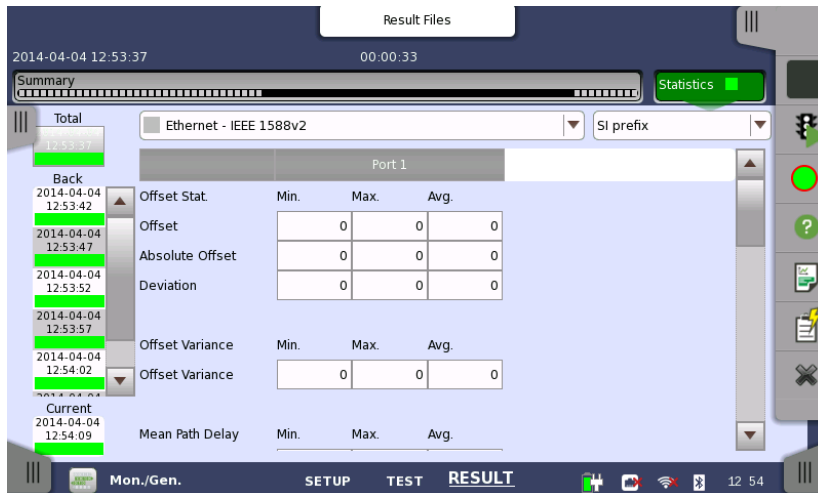 Result Files
2014-04-04 12:53:37 00:00:33
Summary
Statistics
Total
12:53:37
Ethernet - IEEE 1588v2
SI prefix
Port 1
Back
2014-04-04
12:53:42
2014-04-04
12:53:47
2014-04-04
12:53:52
2014-04-04
12:53:57
2014-04-04
12:54:02
Current
2014-04-04
12:54:09
Offset Stat. Min. Max. Avg.
Offset 0 0 0
Absolute Offset 0 0 0
Deviation 0 0 0
Offset Variance Min. Max. Avg.
Offset Variance 0 0 0
Mean Path Delay Min. Max. Avg.
Mon./Gen. SETUP TEST RESULT 12 54